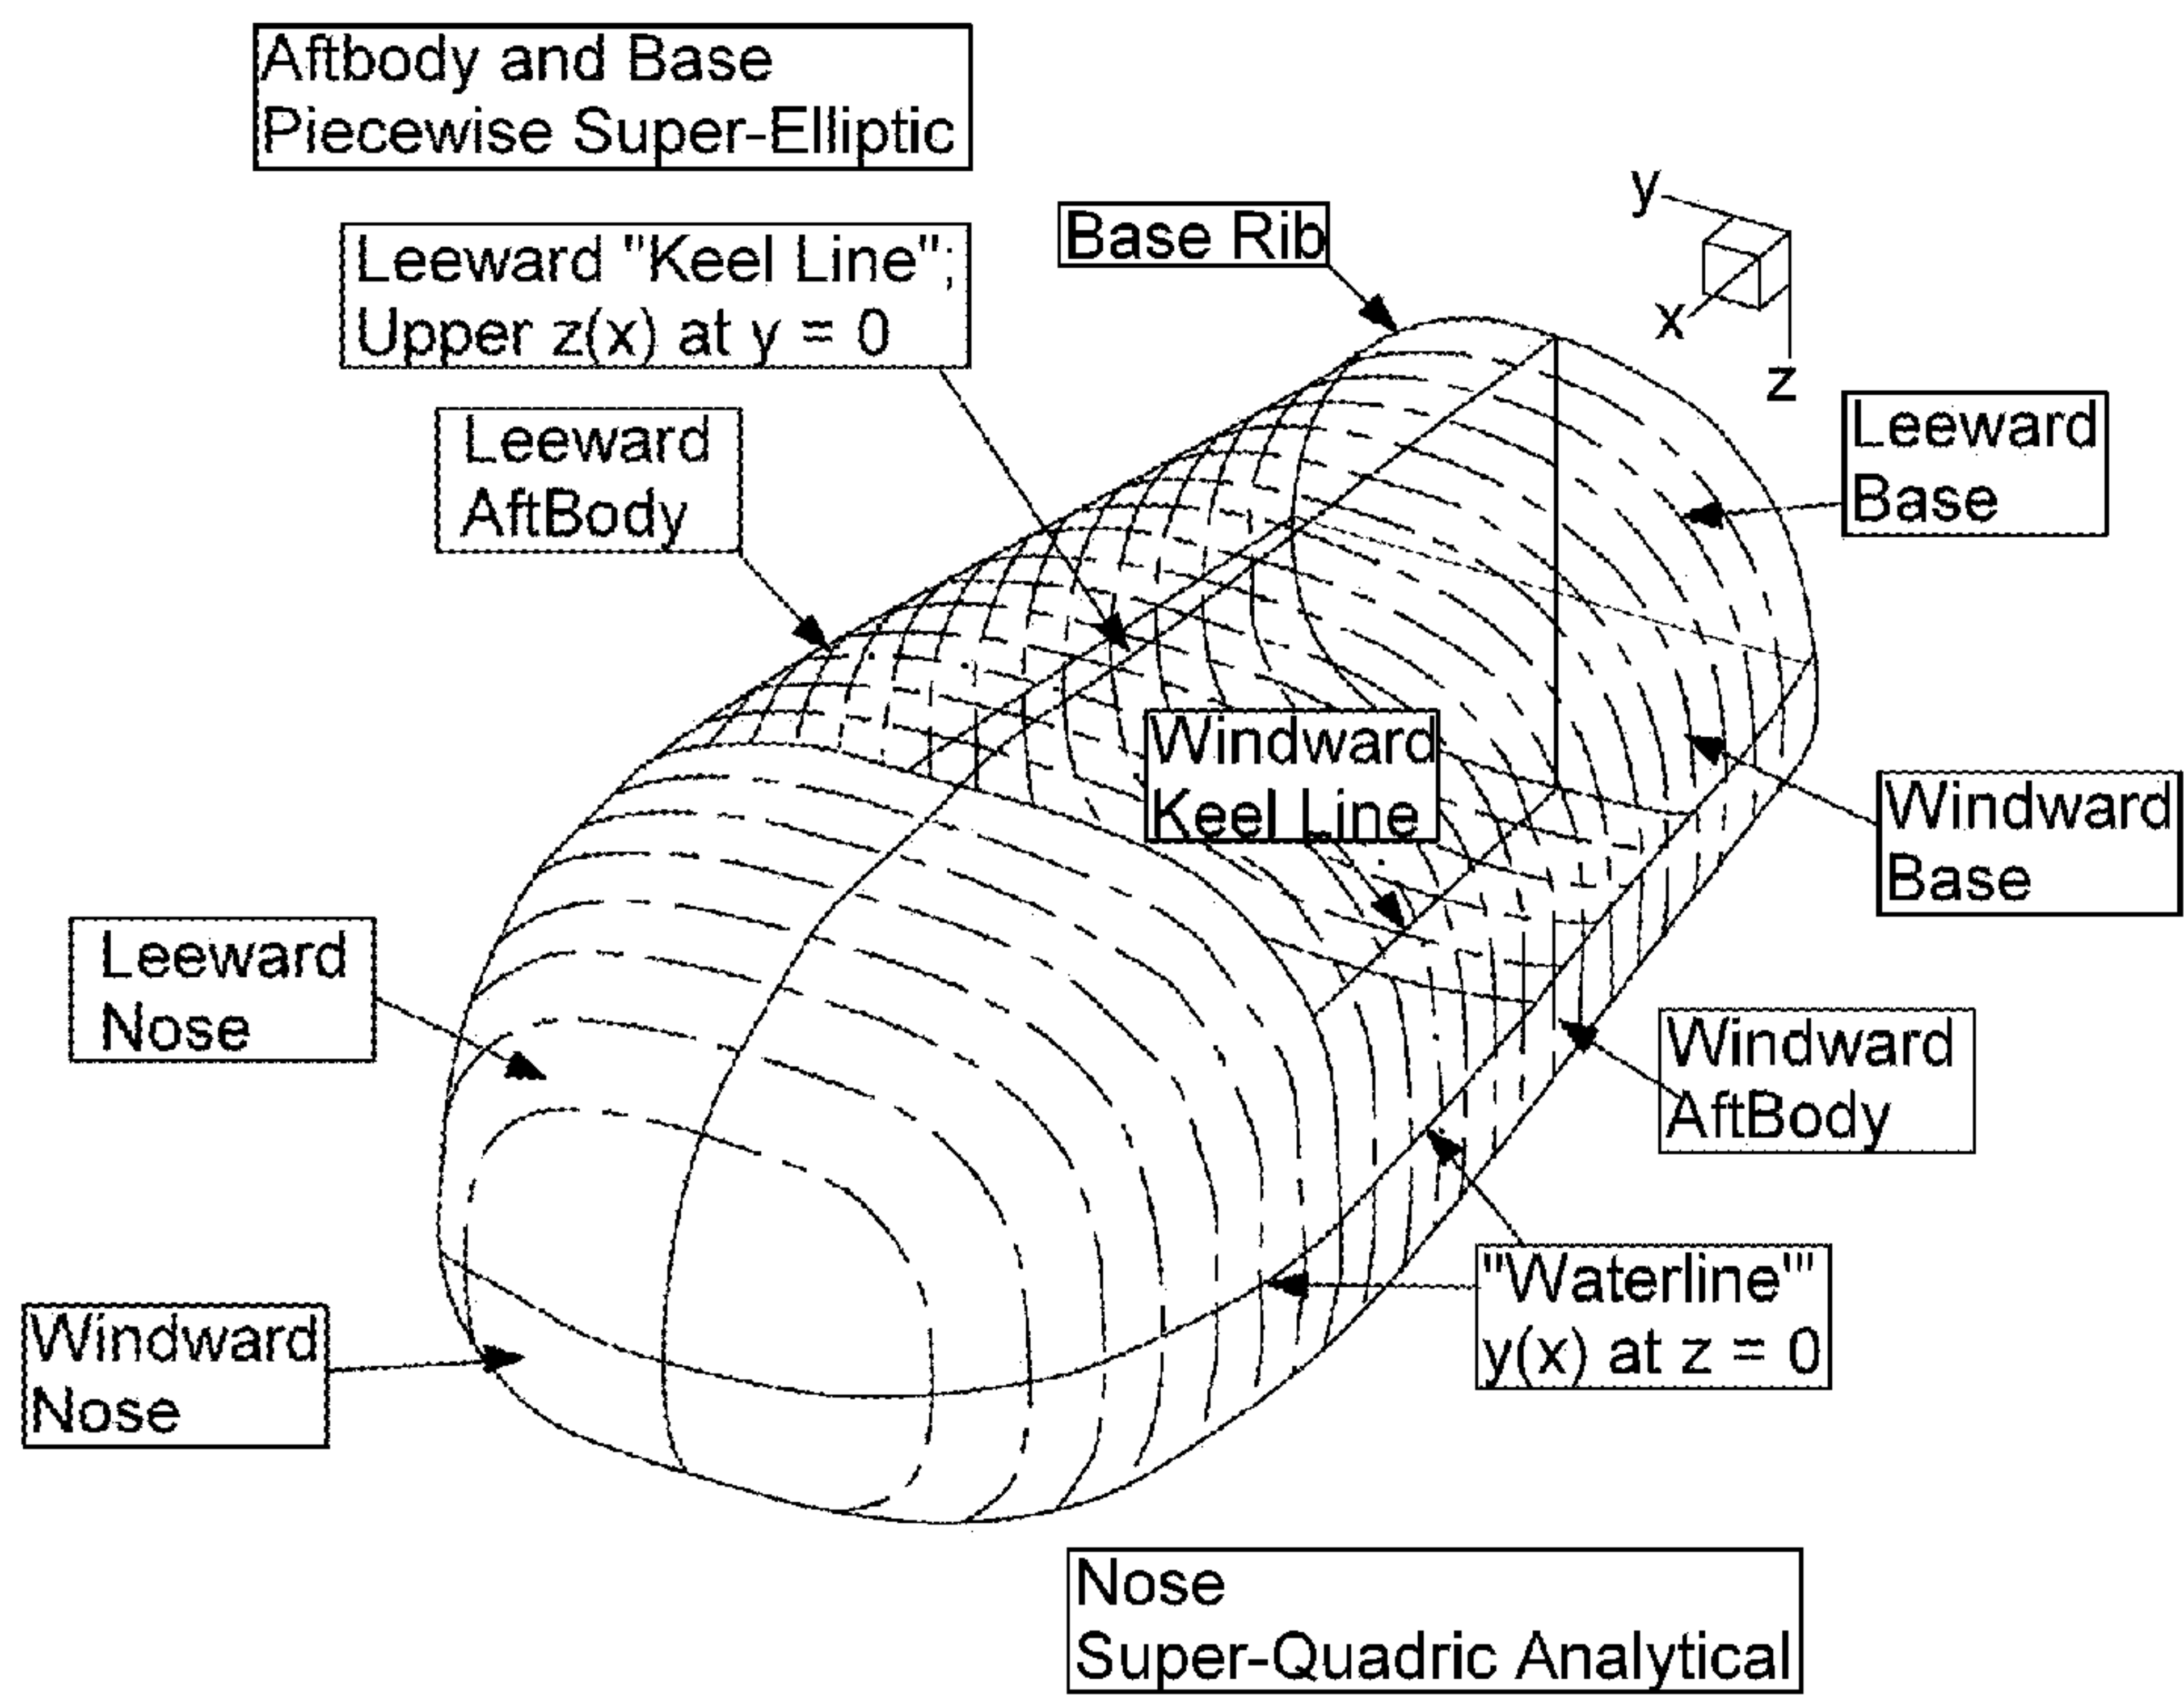 Aftbody and Base
Piecewise Super-Elliptic
Leeward "Keel Line";
Upper z(x) at y = 0
Base Rib
y
x
z
Leeward
AftBody
Leeward
Base
Windward
Keel Line
Windward
Base
Leeward
Nose
Windward
AftBody
"Waterline'"
y(x) at z = 0
Windward
Nose
Nose
Super-Quadric Analytical